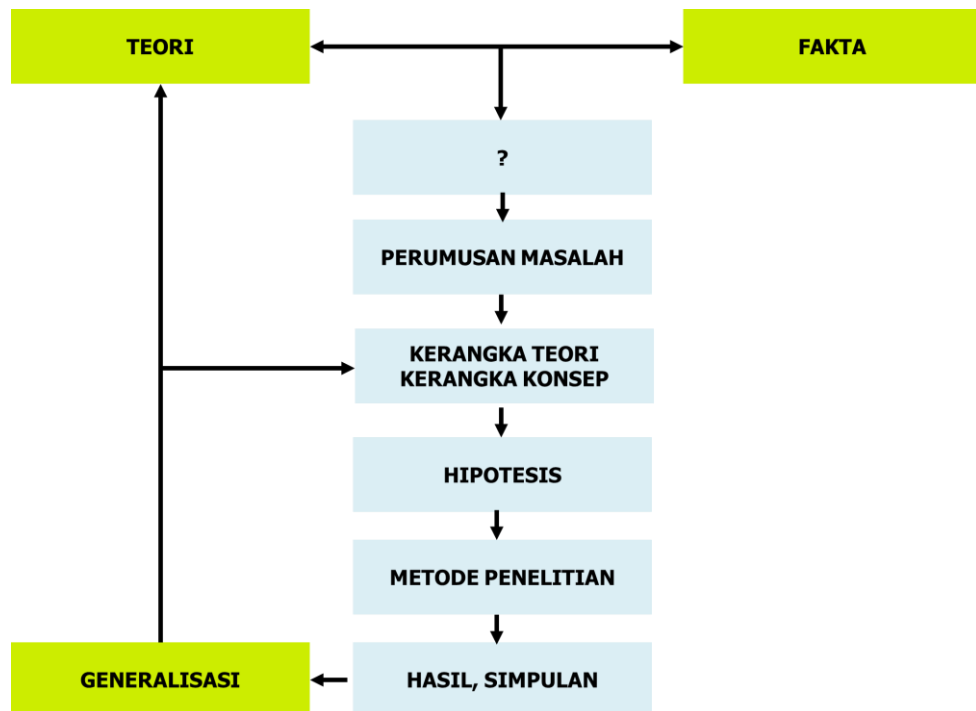 TEORI
FAKTA
?
PERUMUSAN MASALAH
KERANGKA TEORI
KERANGKA KONSEP
HIPOTESIS
METODE PENELITIAN
GENERALISASI
HASIL, SIMPULAN